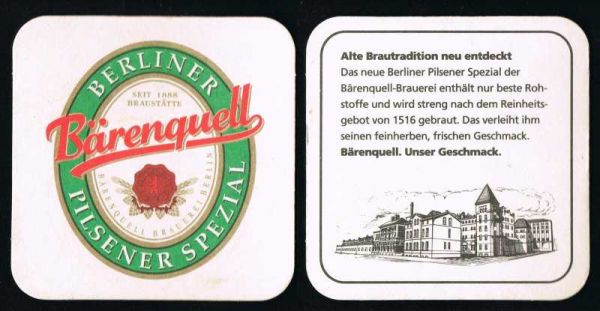 BERLINER
SEIT 1888
BRAUSTÄTTE
Bärenquell
BÄRENQUELL BRAUEREI BERLIN
PILSENER SPEZIAL
Alte Brautradition neu entdeckt
Das neue Berliner Pilsener Spezial der
Bärenquell-Brauerei enthält nur beste Roh-
stoffe und wird streng nach dem Reinheits-
gebot von 1516 gebraut. Das verleiht ihm
seinen feinherben, frischen Geschmack.
Bärenquell. Unser Geschmack.